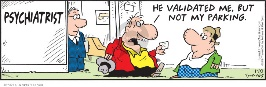 PSYCHIATRIST
HE VALIDATED ME, BUT
NOT MY PARKING.